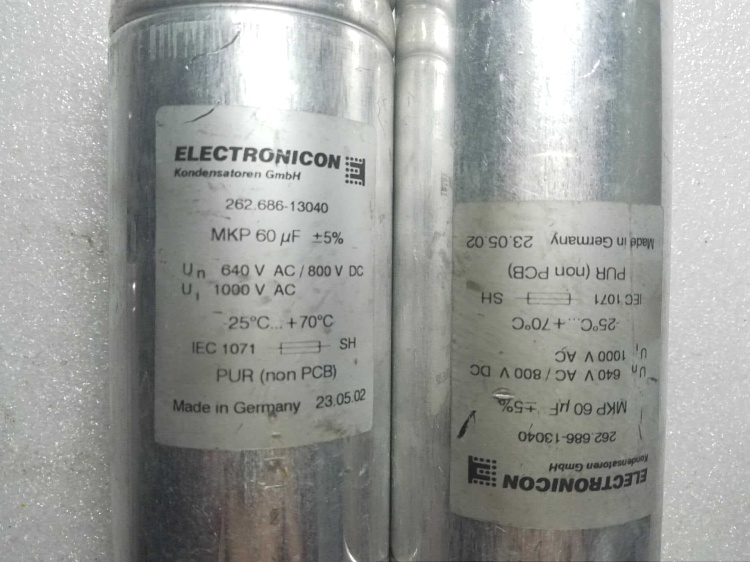 ELECTRONICON
Kondensatoren GmbH
262.686-13040
MKP 60 µF ±5%
Un 640 V AC / 800 V DC
Ui 1000 V AC
-25°C...+70°C
IEC 1071 SH
PUR (non PCB)
Made in Germany 23.05.02
ELECTRONICON
Kondensatoren GmbH
262.686-13040
MKP 60 µF ±5%
Un 640 V AC / 800 V DC
Ui 1000 V AC
-25°C...+70°C
IEC 1071 SH
PUR (non PCB)
Made in Germany 23.05.02